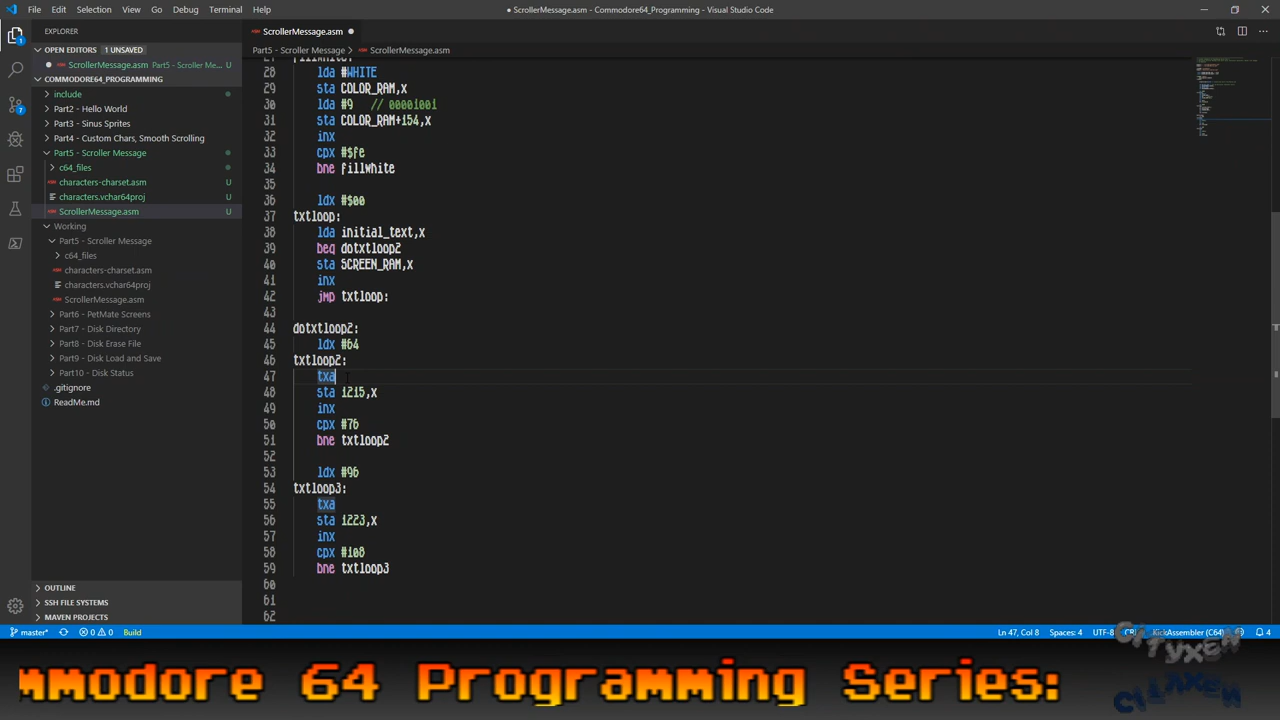 File Edit Selection View Go Debug Terminal Help
● ScrollerMessage.asm - Commodore64_Programming - Visual Studio Code
EXPLORER
OPEN EDITORS 1 UNSAVED
● ScrollerMessage.asm Part5 - Scroller Me... U
COMMODORE64_PROGRAMMING
include
Part2 - Hello World
Part3 - Sinus Sprites
Part4 - Custom Chars, Smooth Scrolling
Part5 - Scroller Message
c64_files
characters-charset.asm U
characters.vchar64proj U
ScrollerMessage.asm U
Working
Part5 - Scroller Message
c64_files
characters-charset.asm
characters.vchar64proj
ScrollerMessage.asm
Part6 - PetMate Screens
Part7 - Disk Directory
Part8 - Disk Erase File
Part9 - Disk Load and Save
Part10 - Disk Status
.gitignore
ReadMe.md
OUTLINE
SSH FILE SYSTEMS
MAVEN PROJECTS
ScrollerMessage.asm ●
Part5 - Scroller Message > ScrollerMessage.asm
27 fillwhite:
28 lda #WHITE
29 sta COLOR_RAM,x
30 lda #9 // 00001001
31 sta COLOR_RAM+154,x
32 inx
33 cpx #$fe
34 bne fillwhite
35
36 ldx #$00
37 txtloop:
38 lda initial_text,x
39 beq dotxtloop2
40 sta SCREEN_RAM,x
41 inx
42 jmp txtloop:
43
44 dotxtloop2:
45 ldx #64
46 txtloop2:
47 txa
48 sta 1215,x
49 inx
50 cpx #76
51 bne txtloop2
52
53 ldx #96
54 txtloop3:
55 txa
56 sta 1223,x
57 inx
58 cpx #108
59 bne txtloop3
60
61
62
master* 0 0 Build
Ln 47, Col 8 Spaces: 4 UTF-8 KickAssembler (C64) 4
mmodore 64 Programming Series:
CITYXEN